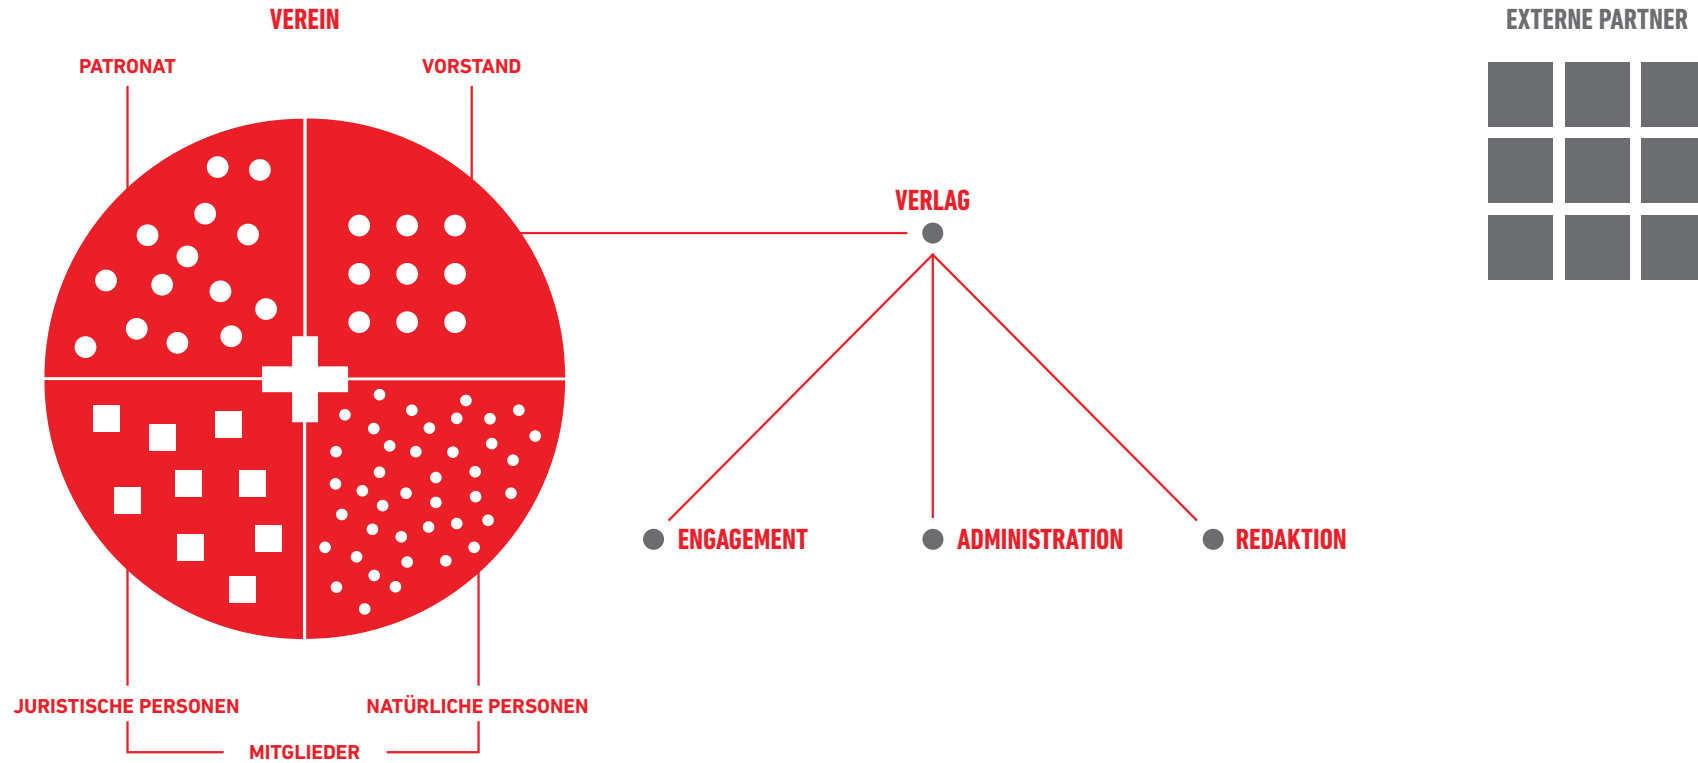 VEREIN
EXTERNE PARTNER
PATRONAT
VORSTAND
VERLAG
ENGAGEMENT
ADMINISTRATION
REDAKTION
JURISTISCHE PERSONEN
NATÜRLICHE PERSONEN
MITGLIEDER